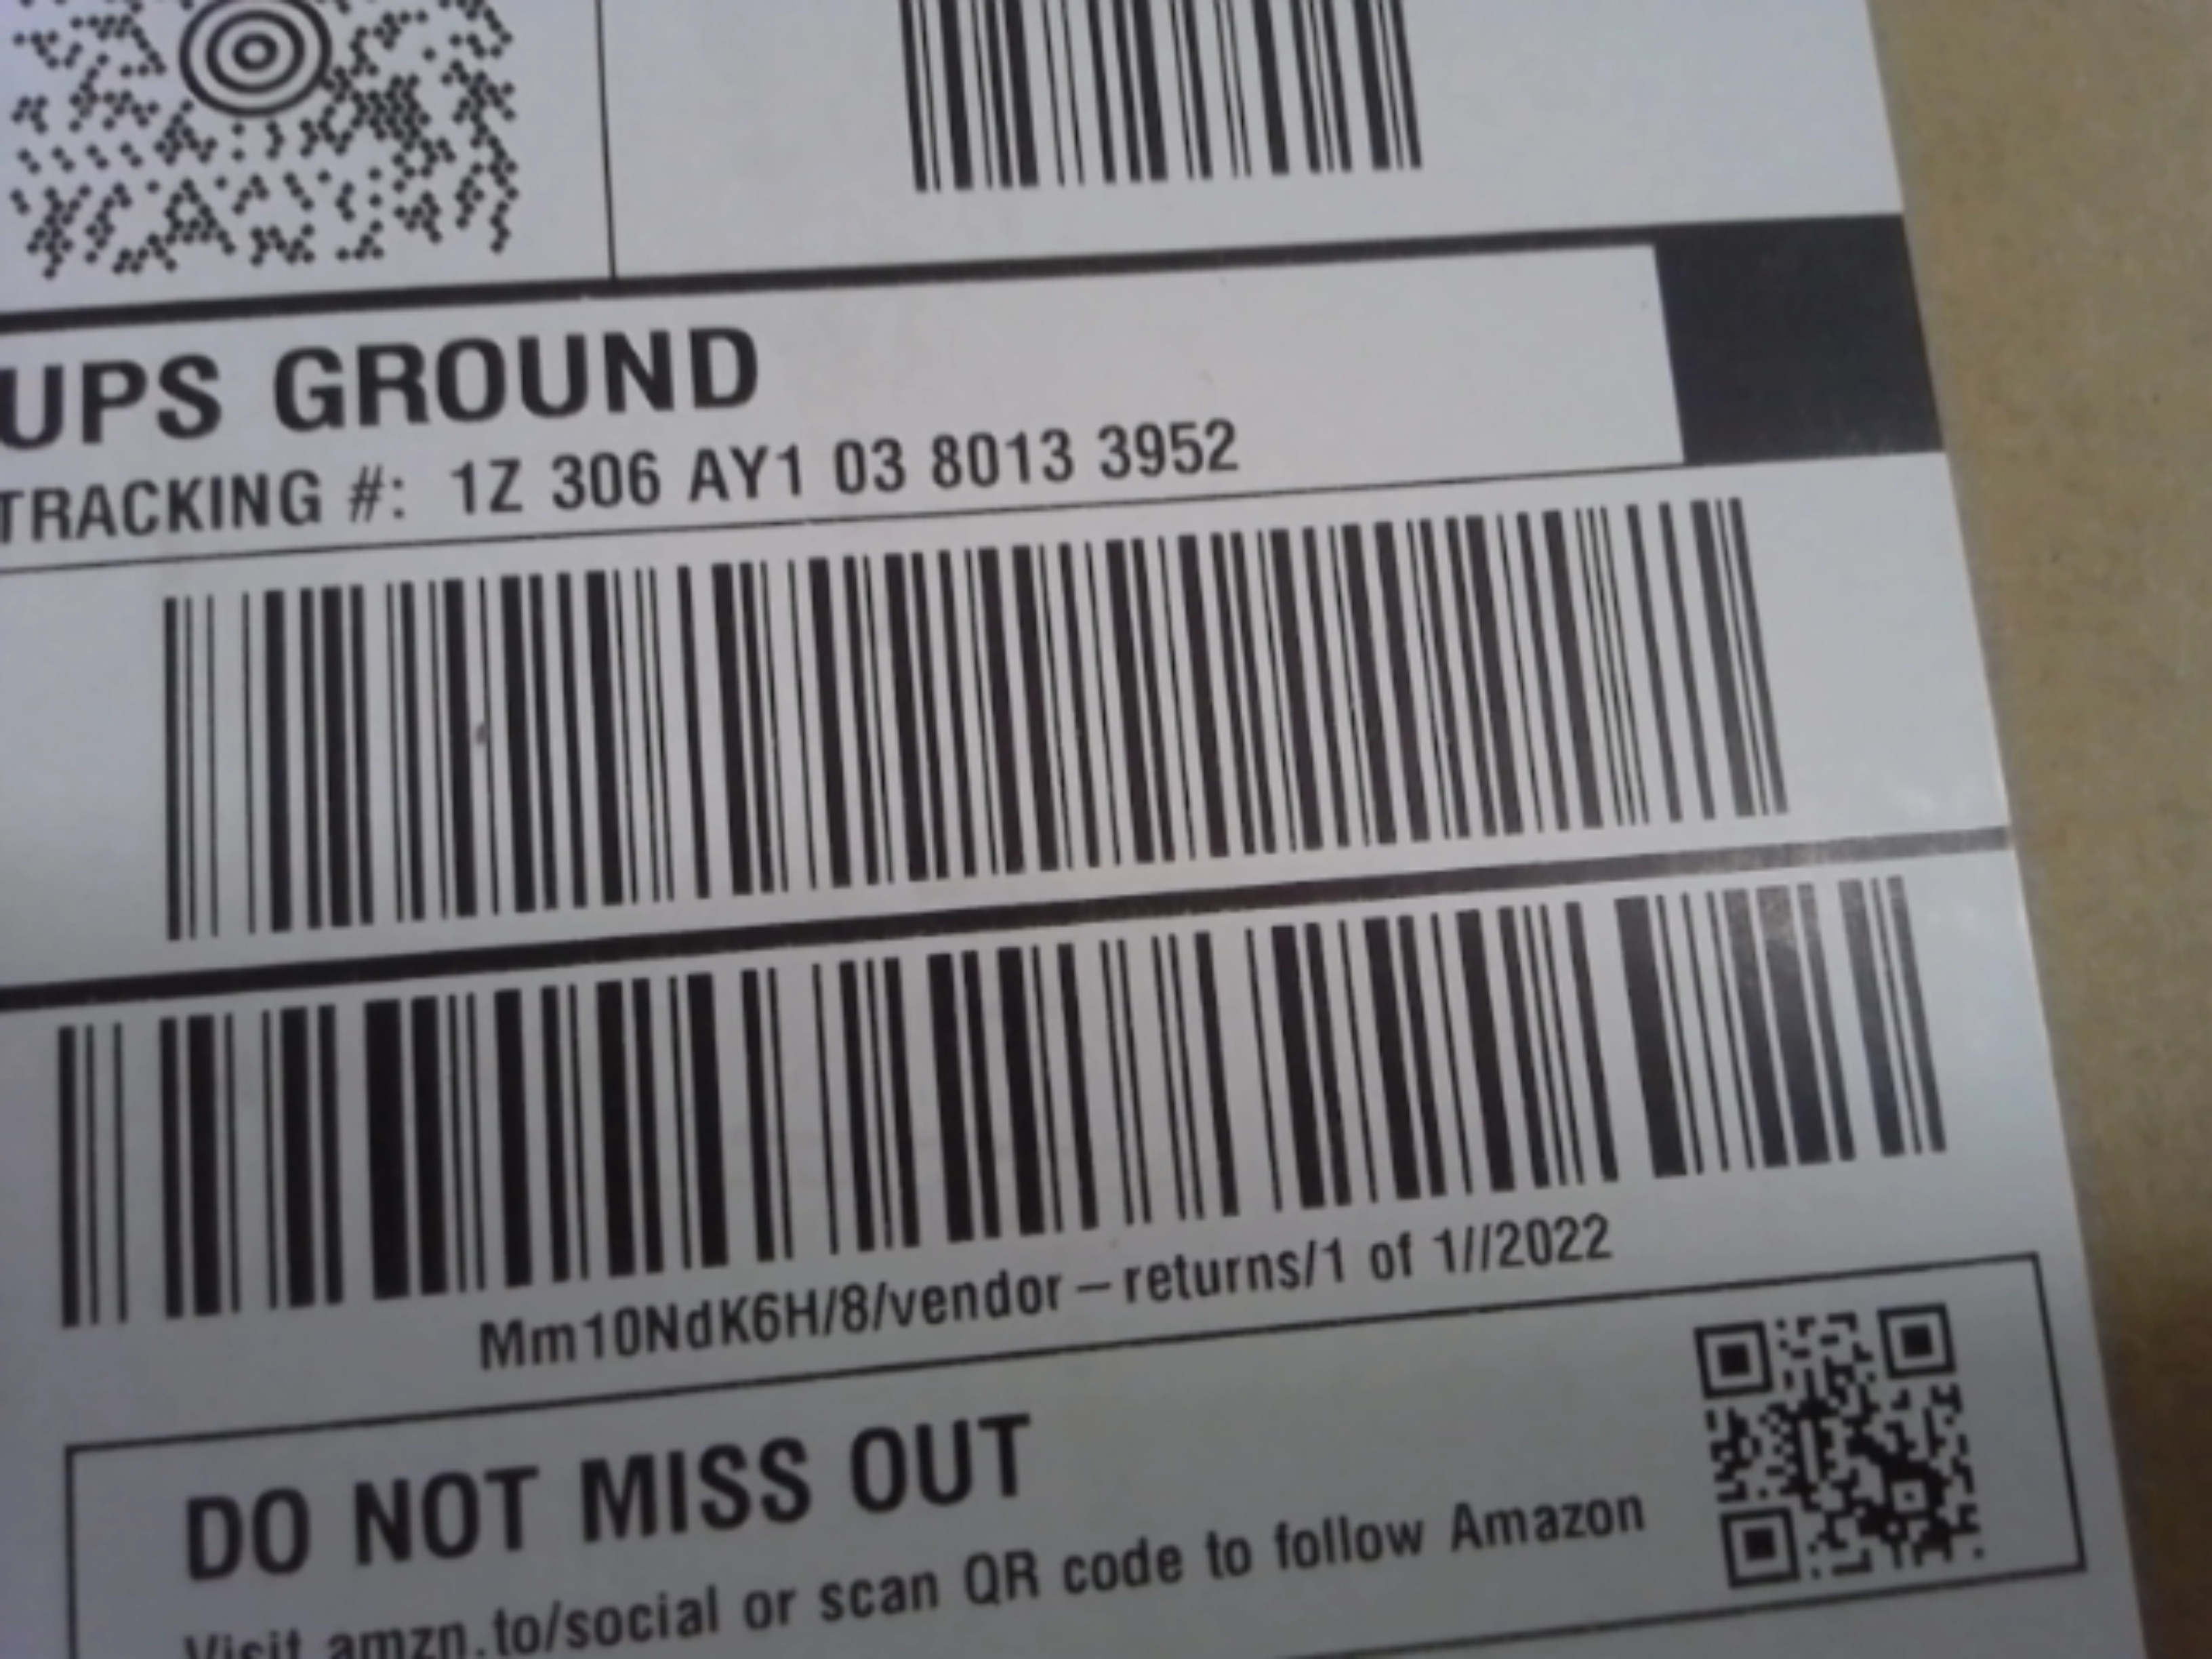 UPS GROUND
TRACKING #: 1Z 306 AY1 03 8013 3952
Mm10NdK6H/8/vendor – returns/1 of 1//2022
DO NOT MISS OUT
Visit amzn.to/social or scan QR code to follow Amazon